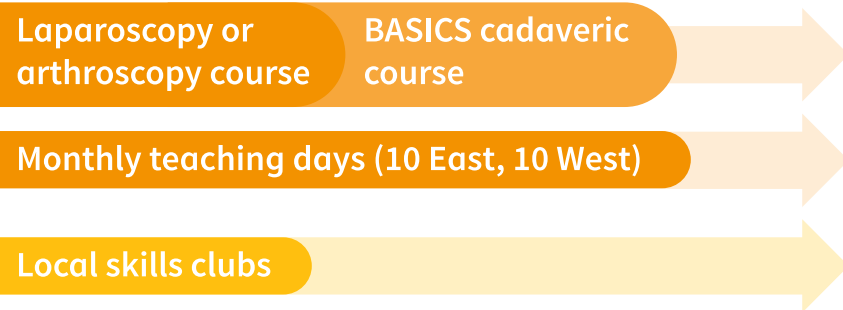 Laparoscopy or
arthroscopy course
BASICS cadaveric
course
Monthly teaching days (10 East, 10 West)
Local skills clubs